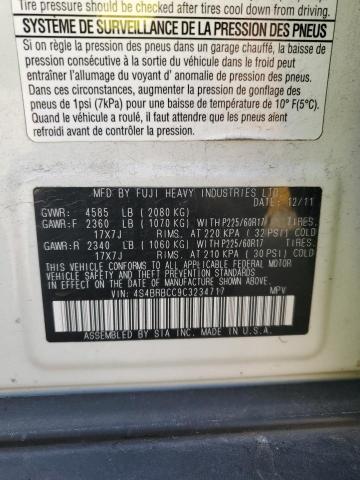 Tire pressure should be checked after tires cool down from driving.
SYSTÈME DE SURVEILLANCE DE LA PRESSION DES PNEUS
Si on règle la pression des pneus dans un garage chauffé, la baisse de
pression consécutive à la sortie du véhicule dans le froid peut
entraîner l'allumage du voyant d' anomalie de pression des pneus.
Dans ces circonstances, augmenter la pression de gonflage
des pneus de 1psi (7kPa) pour une baisse de température de 10° F(5°C).
Quand le véhicule a roulé, il faut attendre que les pneus aient
refroidi avant de contrôler la pression.
MFD BY FUJI HEAVY INDUSTRIES LTD.
DATE: 12/11
GVWR: 4585 LB (2080 KG)
GAWR:F 2360 LB (1070 KG) WITH P225/60R17 TIRES.
17X7J RIMS, AT 220 KPA ( 32 PSI) COLD
GAWR:R 2340 LB (1060 KG) WITH P225/60R17 TIRES.
17X7J RIMS, AT 210 KPA ( 30 PSI) COLD
THIS VEHICLE CONFORMS TO ALL APPLICABLE
FEDERAL MOTOR VEHICLE SAFETY, BUMPER, AND
THEFT PREVENTION STANDARDS IN EFFECT ON THE
DATE OF MANUFACTURE SHOWN ABOVE.
VIN: 4S4BRBCC9C3234717 MPV
ASSEMBLED BY SIA INC. MADE IN U.S.A.